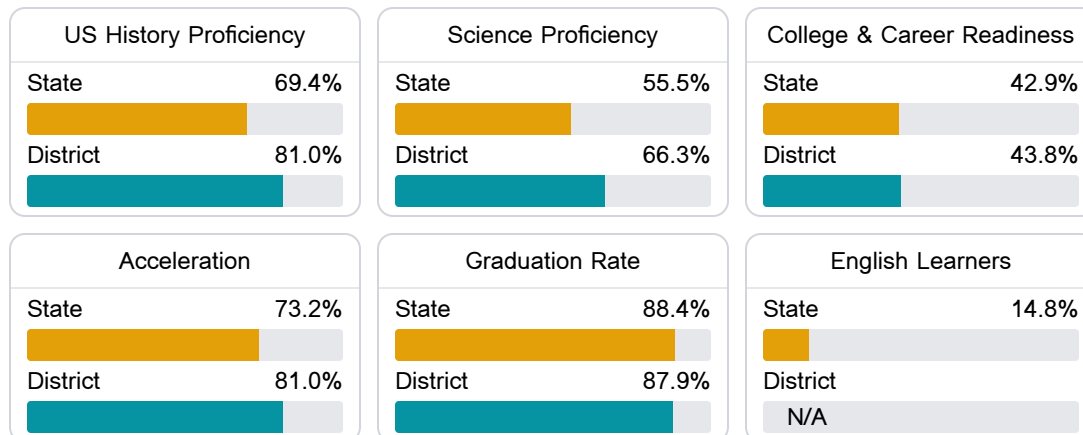 US History Proficiency
State 69.4%
District 81.0%
Science Proficiency
State 55.5%
District 66.3%
College & Career Readiness
State 42.9%
District 43.8%
Acceleration
State 73.2%
District 81.0%
Graduation Rate
State 88.4%
District 87.9%
English Learners
State 14.8%
District
N/A